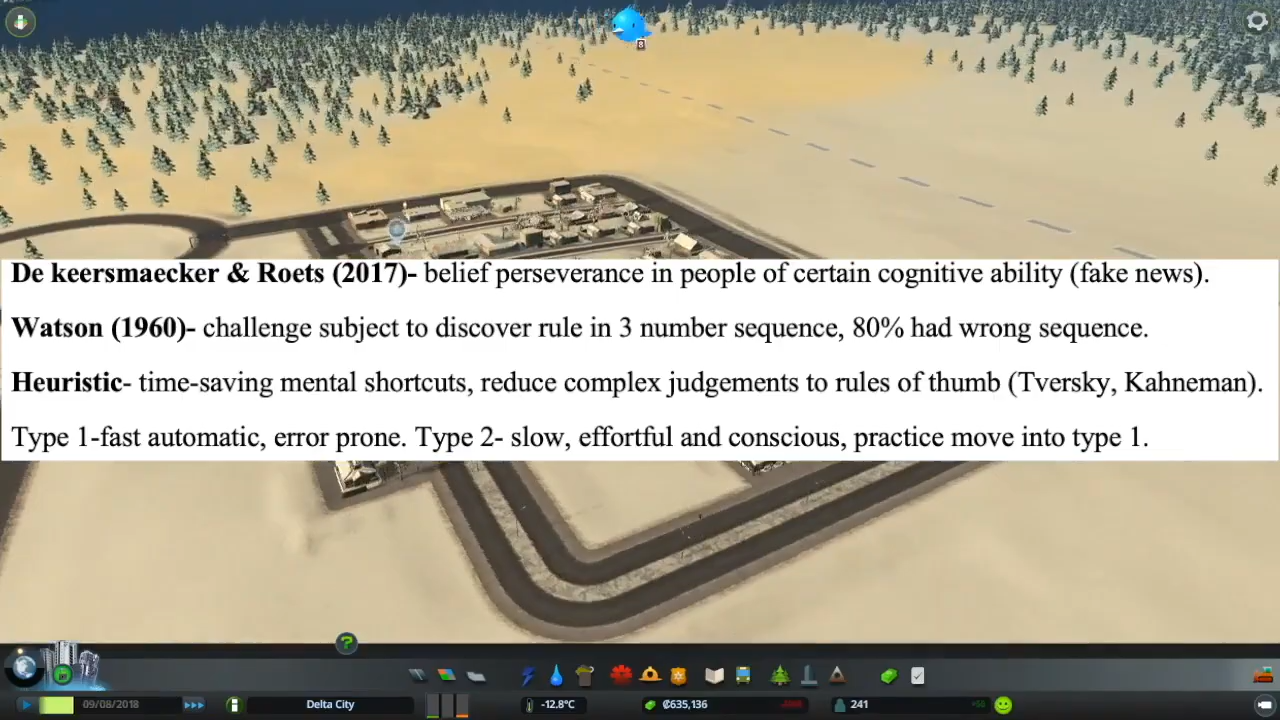 8
De keersmaecker & Roets (2017)- belief perseverance in people of certain cognitive ability (fake news).
Watson (1960)- challenge subject to discover rule in 3 number sequence, 80% had wrong sequence.
Heuristic- time-saving mental shortcuts, reduce complex judgements to rules of thumb (Tversky, Kahneman).
Type 1-fast automatic, error prone. Type 2- slow, effortful and conscious, practice move into type 1.
?
09/08/2018 Delta City -12.8°C ₡635,136 241 +50